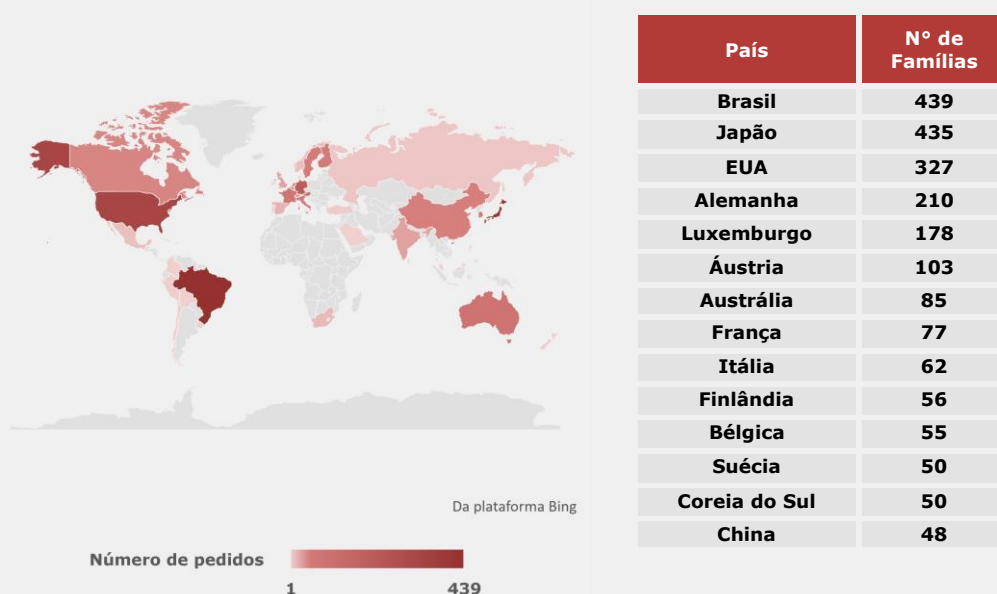 Da plataforma Bing
Número de pedidos
1 439
País N° de Famílias
Brasil 439
Japão 435
EUA 327
Alemanha 210
Luxemburgo 178
Áustria 103
Austrália 85
França 77
Itália 62
Finlândia 56
Bélgica 55
Suécia 50
Coreia do Sul 50
China 48